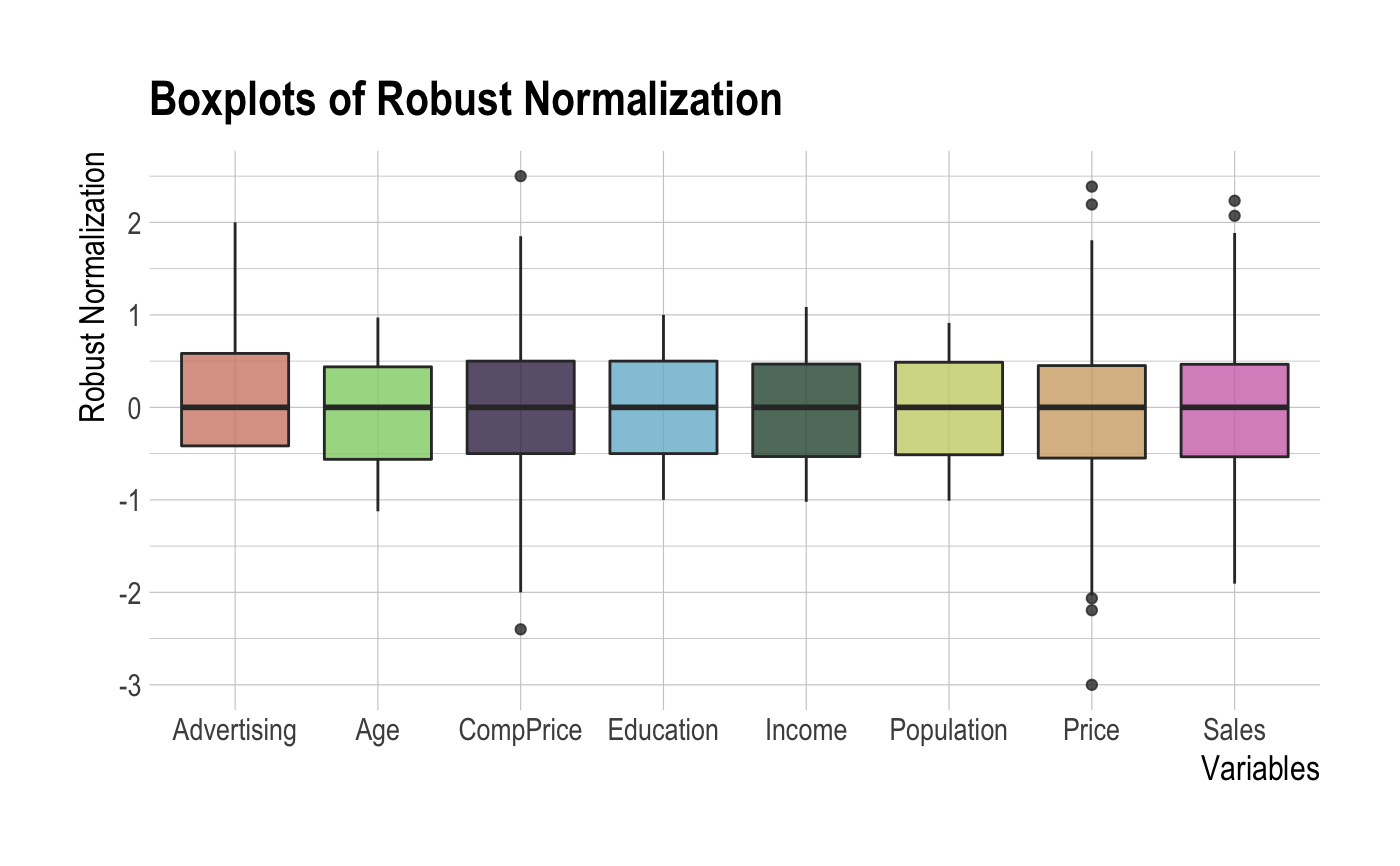 Boxplots of Robust Normalization
Robust Normalization
2
1
0
-1
-2
-3
Advertising Age CompPrice Education Income Population Price Sales
Variables